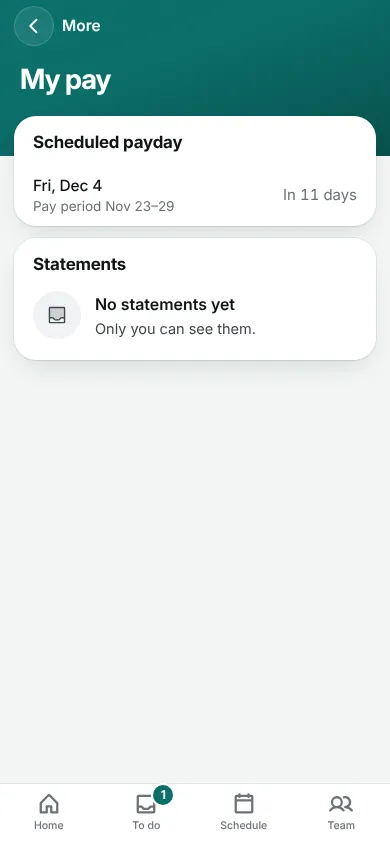 More
My pay
Scheduled payday
Fri, Dec 4
Pay period Nov 23–29
In 11 days
Statements
No statements yet
Only you can see them.
1
Home
To do
Schedule
Team